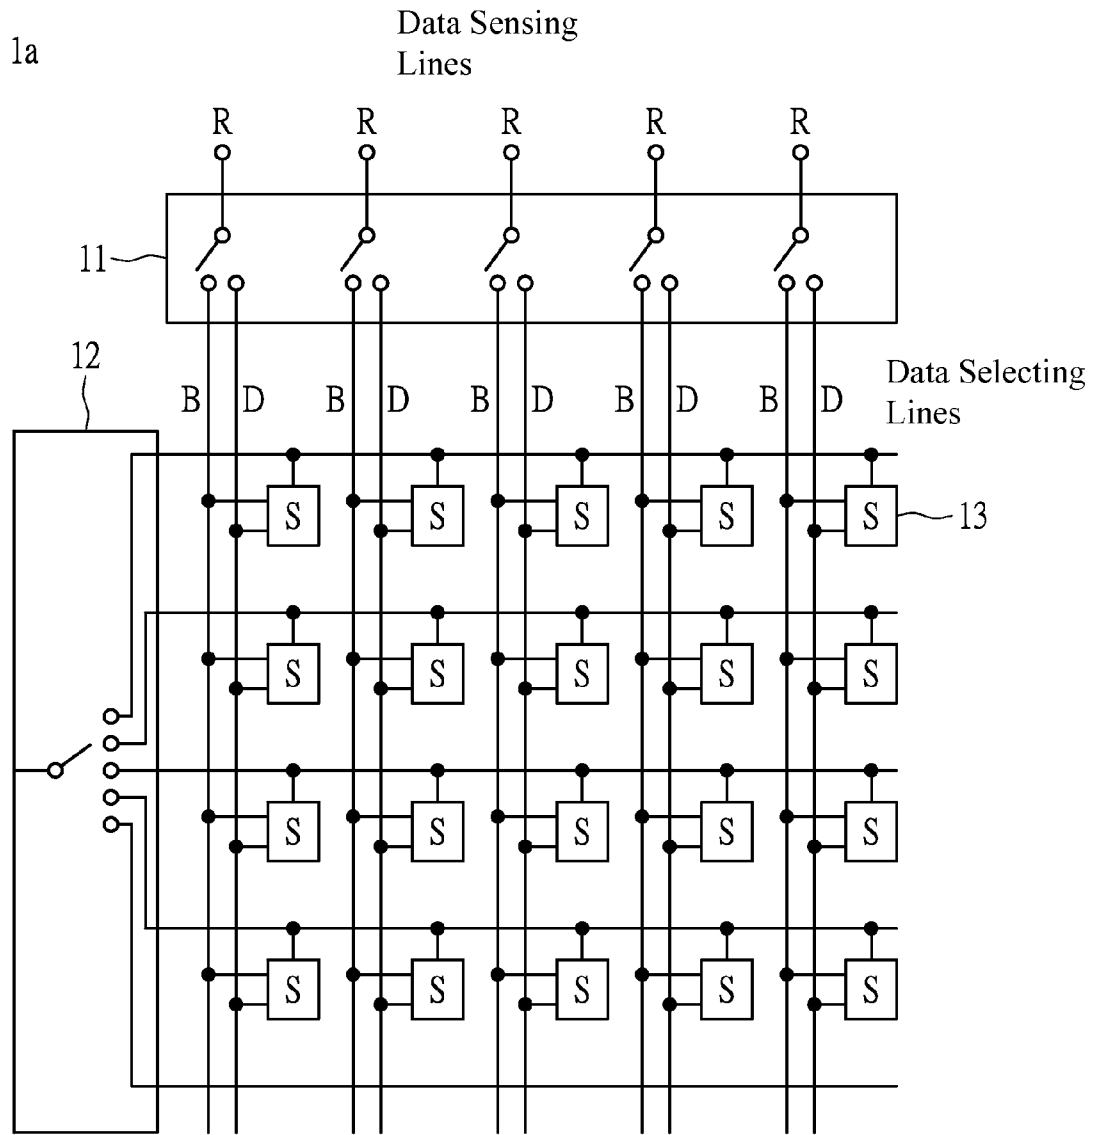 1a
Data Sensing
Lines
R R R R R
11
12
B D B D B D B D B D
Data Selecting
Lines
S S S S S
13
S S S S S
S S S S S
S S S S S